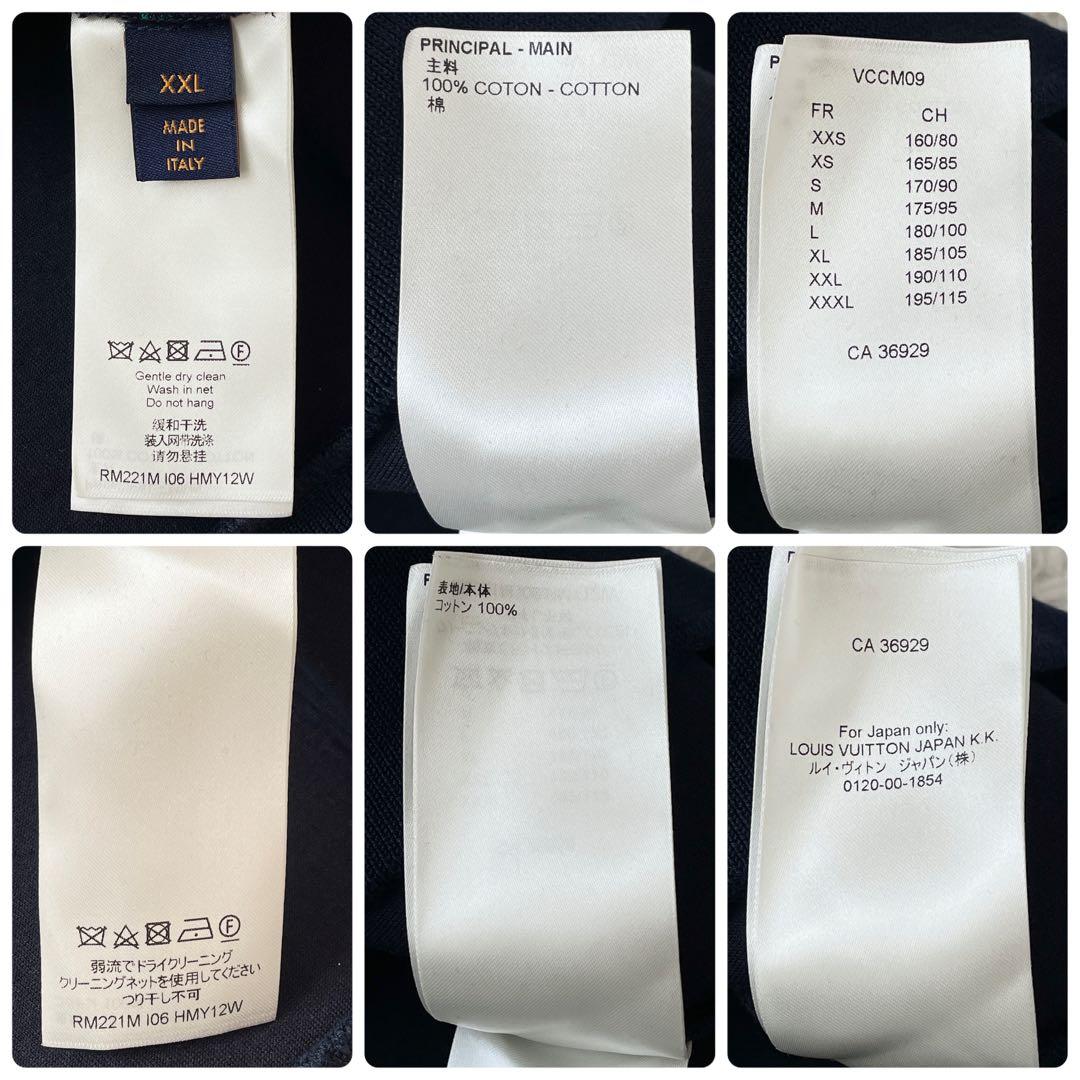 XXL
MADE
IN
ITALY
Gentle dry clean
Wash in net
Do not hang
缓和干洗
装入网带洗涤
请勿悬挂
RM221M I06 HMY12W
PRINCIPAL - MAIN
主料
100% COTON - COTTON
棉
P
VCCM09
FR CH
XXS 160/80
XS 165/85
S 170/90
M 175/95
L 180/100
XL 185/105
XXL 190/110
XXXL 195/115
CA 36929
F
弱流でドライクリーニング
クリーニングネットを使用してください
つり干し不可
RM221M I06 HMY12W
表地/本体
コットン 100%
CA 36929
For Japan only:
LOUIS VUITTON JAPAN K.K.
ルイ・ヴィトン ジャパン(株)
0120-00-1854